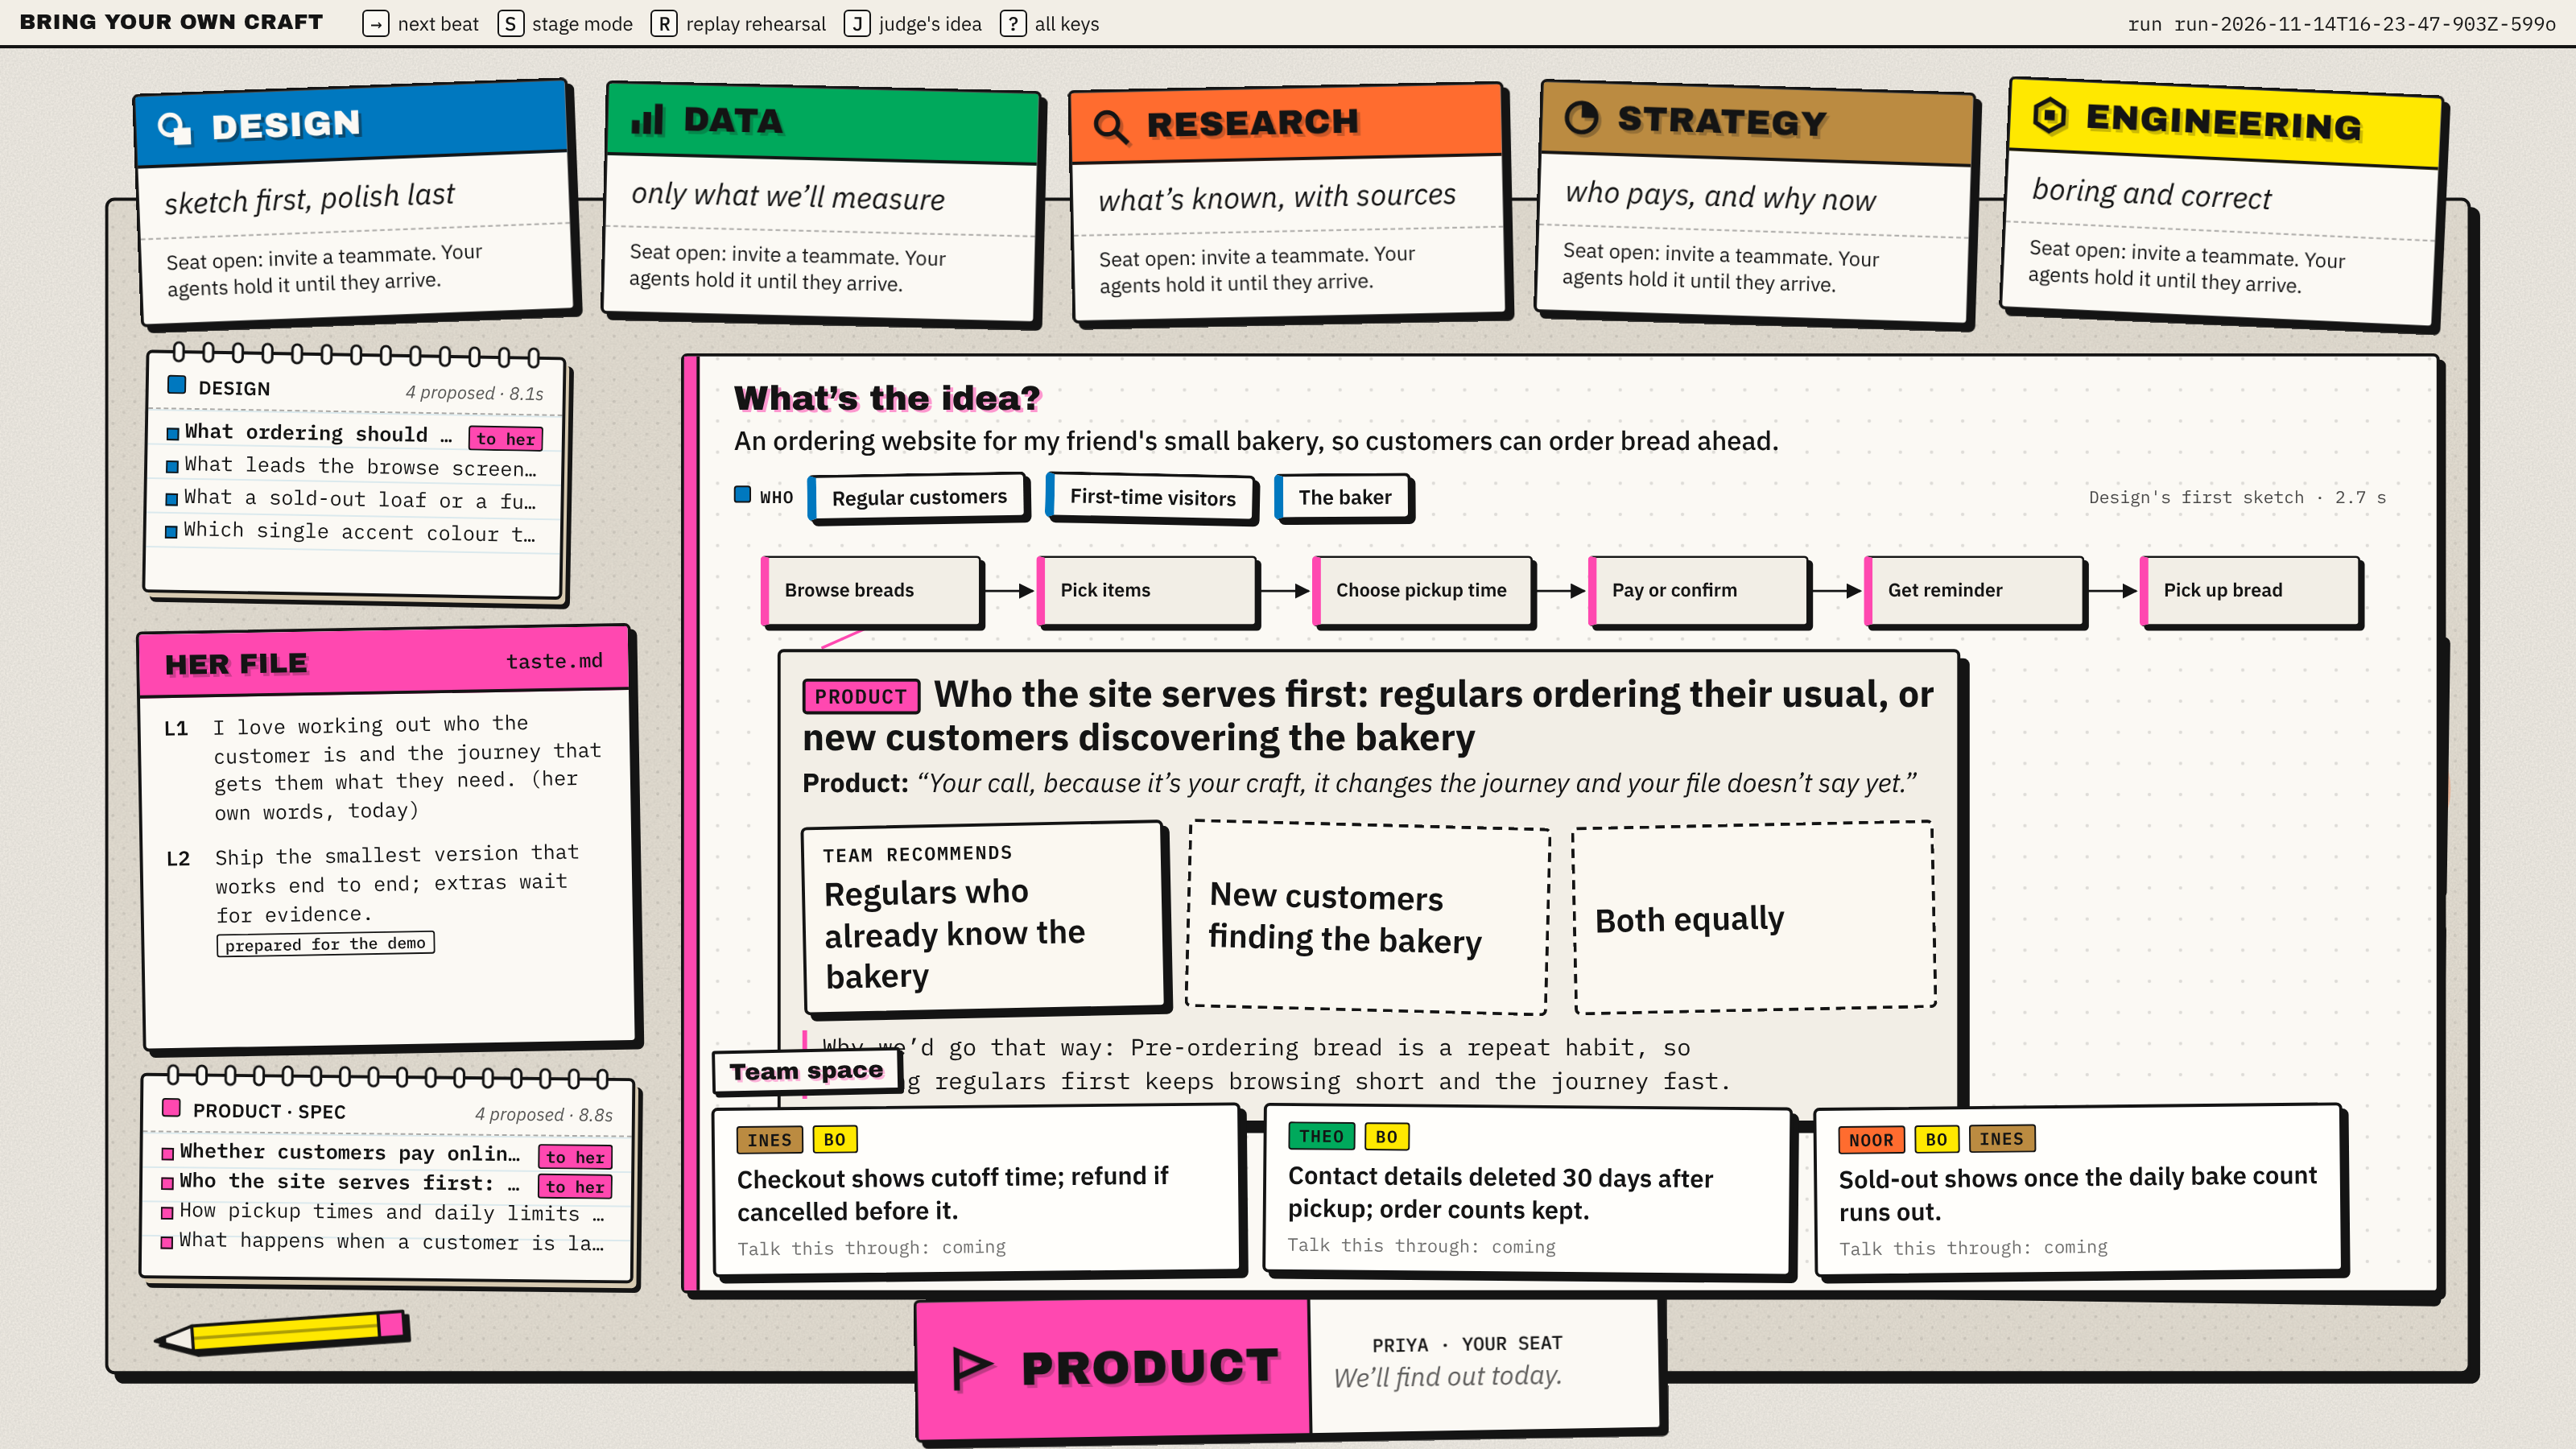 BRING YOUR OWN CRAFT → next beat S stage mode R replay rehearsal J judge's idea ? all keys run run-2026-11-14T16-23-47-903Z-599o
DESIGN
sketch first, polish last
Seat open: invite a teammate. Your
agents hold it until they arrive.
DATA
only what we’ll measure
Seat open: invite a teammate. Your
agents hold it until they arrive.
RESEARCH
what’s known, with sources
Seat open: invite a teammate. Your
agents hold it until they arrive.
STRATEGY
who pays, and why now
Seat open: invite a teammate. Your
agents hold it until they arrive.
ENGINEERING
boring and correct
Seat open: invite a teammate. Your
agents hold it until they arrive.
DESIGN 4 proposed · 8.1s
What ordering should … to her
What leads the browse screen…
What a sold-out loaf or a fu…
Which single accent colour t…
HER FILE taste.md
L1 I love working out who the
customer is and the journey that
gets them what they need. (her
own words, today)
L2 Ship the smallest version that
works end to end; extras wait
for evidence.
prepared for the demo
PRODUCT · SPEC 4 proposed · 8.8s
Whether customers pay onlin… to her
Who the site serves first: … to her
How pickup times and daily limits …
What happens when a customer is la…
What’s the idea?
An ordering website for my friend's small bakery, so customers can order bread ahead.
WHO Regular customers First-time visitors The baker Design's first sketch · 2.7 s
Browse breads Pick items Choose pickup time Pay or confirm Get reminder Pick up bread
PRODUCT Who the site serves first: regulars ordering their usual, or
new customers discovering the bakery
Product: “Your call, because it’s your craft, it changes the journey and your file doesn’t say yet.”
TEAM RECOMMENDS
Regulars who
already know the
bakery
New customers
finding the bakery
Both equally
Why we’d go that way: Pre-ordering bread is a repeat habit, so
regulars first keeps browsing short and the journey fast.
Team space
INES BO
Checkout shows cutoff time; refund if
cancelled before it.
Talk this through: coming
THEO BO
Contact details deleted 30 days after
pickup; order counts kept.
Talk this through: coming
NOOR BO INES
Sold-out shows once the daily bake count
runs out.
Talk this through: coming
PRODUCT
PRIYA · YOUR SEAT
We’ll find out today.